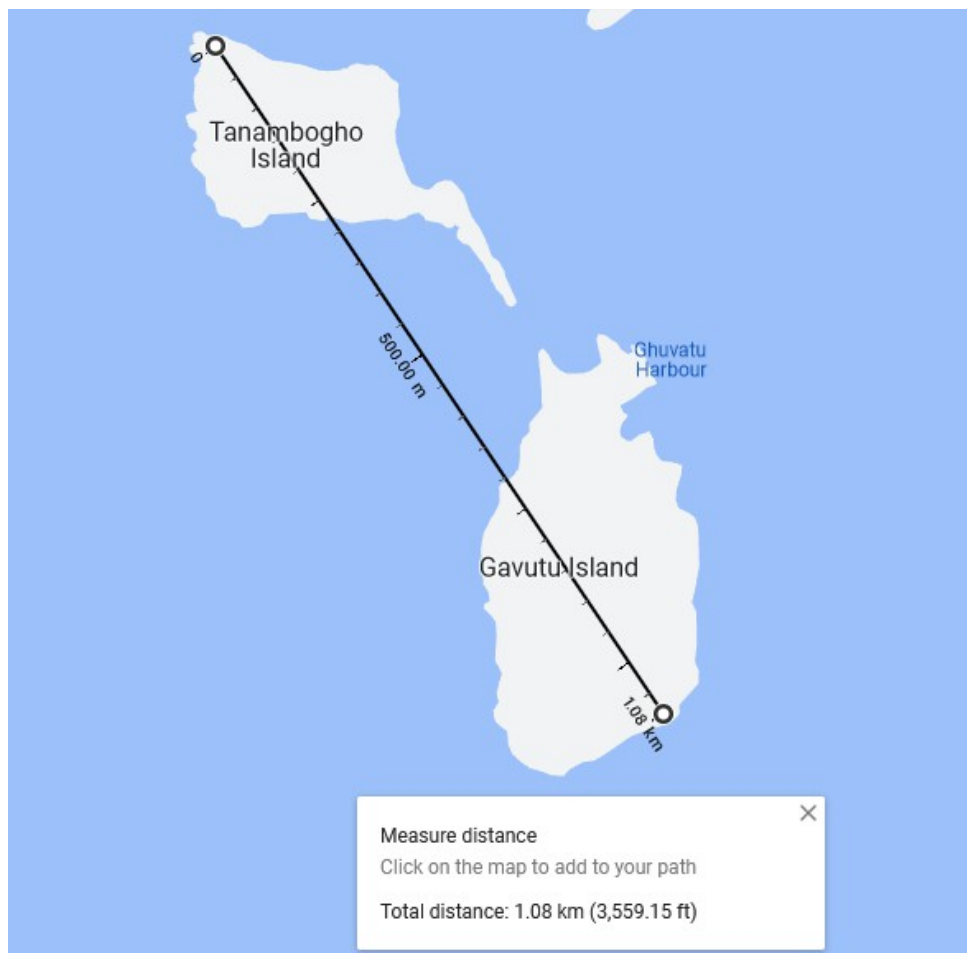 0
Tanambogho
Island
500.00 m
Ghuvatu
Harbour
Gavutu Island
1.08 km
Measure distance
Click on the map to add to your path
Total distance: 1.08 km (3,559.15 ft)